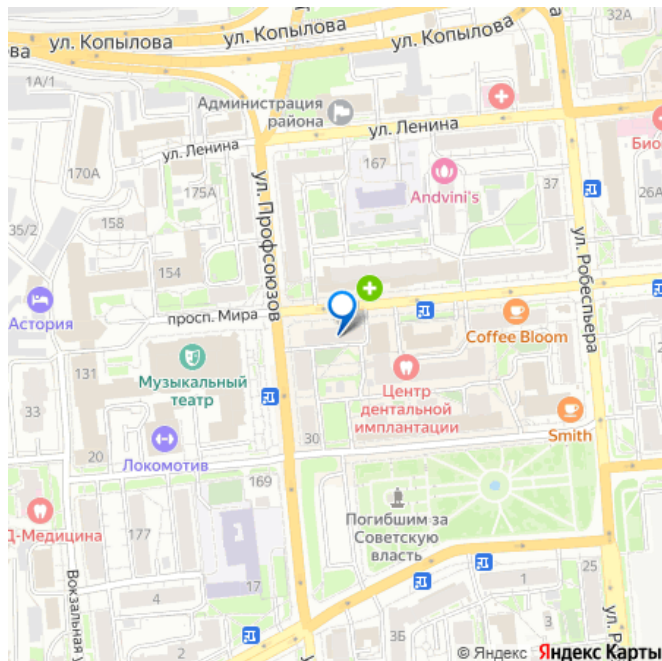 ул. Копылова
ул. Копылова
ул. Копылова
ова
32А
1А/1
Администрация
района
ул. Ленина
ул. Ленина
Био
170А
167
Andvini's
37
26А
175А
ул. Профсоюзов
35/2
158
154
ул. Робеспьера
Астория
просп. Мира
Coffee Bloom
131
Музыкальный
театр
Центр
дентальной
имплантации
33
Smith
30
20
Локомотив
169
Д-Медицина
177
Погибшим за
Советскую
власть
Вокзальная у
17
4
1
25
3Б
ул. Р
© Яндекс Яндекс Карты